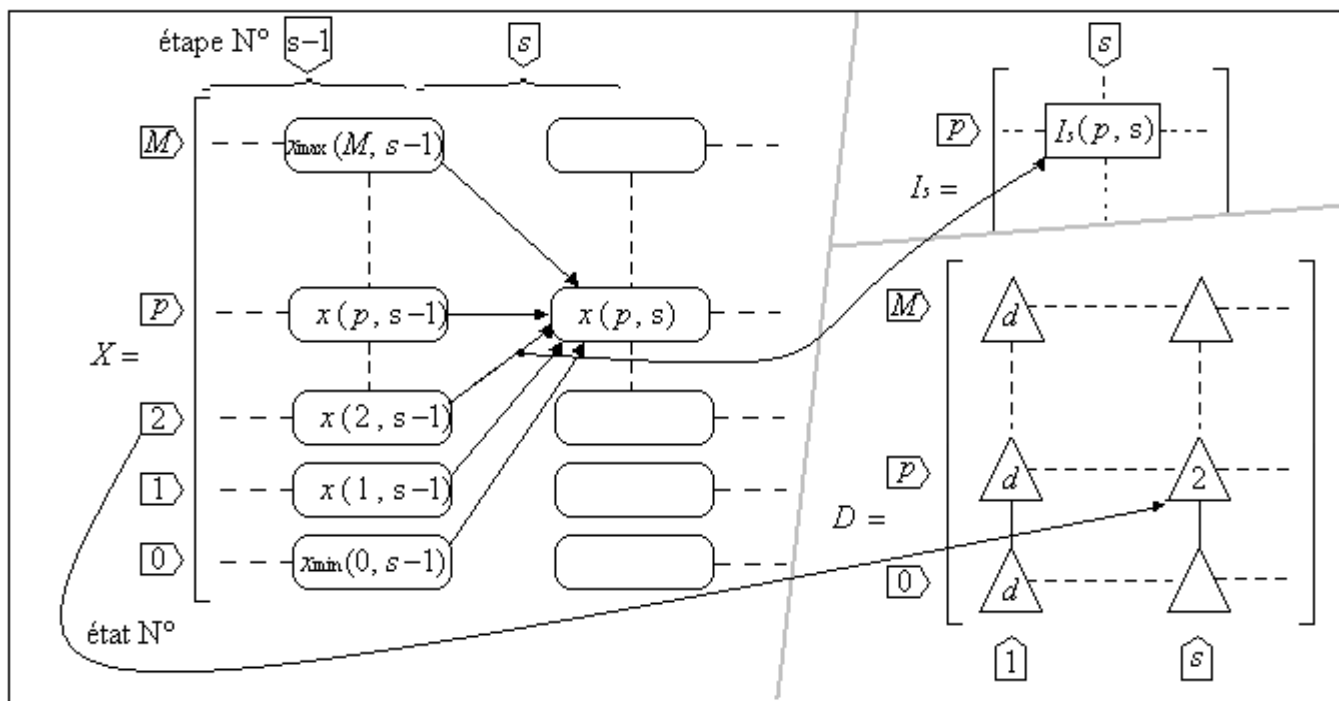 étape N° s−1 s
M xmax(M, s−1)
p x(p, s−1) x(p, s)
X =
2 x(2, s−1)
1 x(1, s−1)
0 xmin(0, s−1)
état N°
s
p Is(p, s)
Is =
M d
p d 2
D =
0 d
1 s